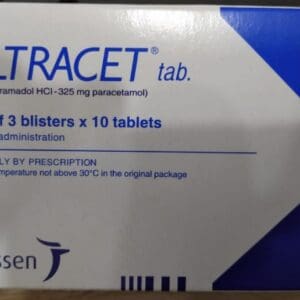 LTRACET® tab.
ramadol HCl-325 mg paracetamol)
f 3 blisters x 10 tablets
administration
LY BY PRESCRIPTION
mperature not above 30°C in the original package
ssen